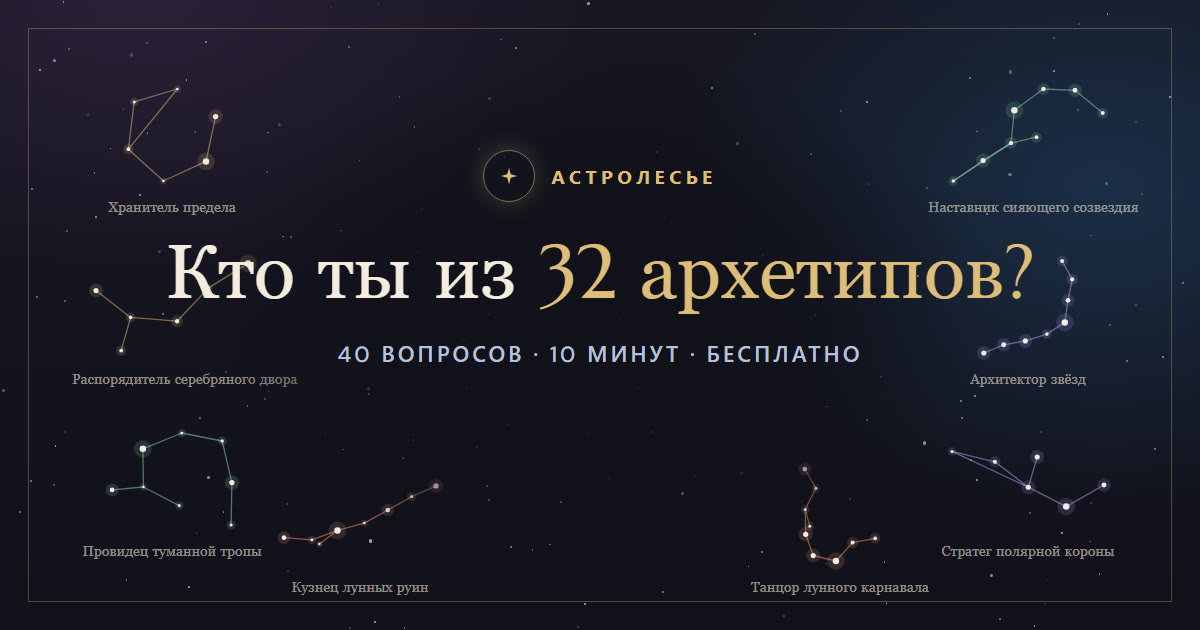 АСТРОЛЕСЬЕ
Хранитель предела
Наставник сияющего созвездия
Кто ты из 32 архетипов?
40 ВОПРОСОВ · 10 МИНУТ · БЕСПЛАТНО
Распорядитель серебряного двора
Архитектор звёзд
Провидец туманной тропы
Стратег полярной короны
Кузнец лунных руин
Танцор лунного карнавала